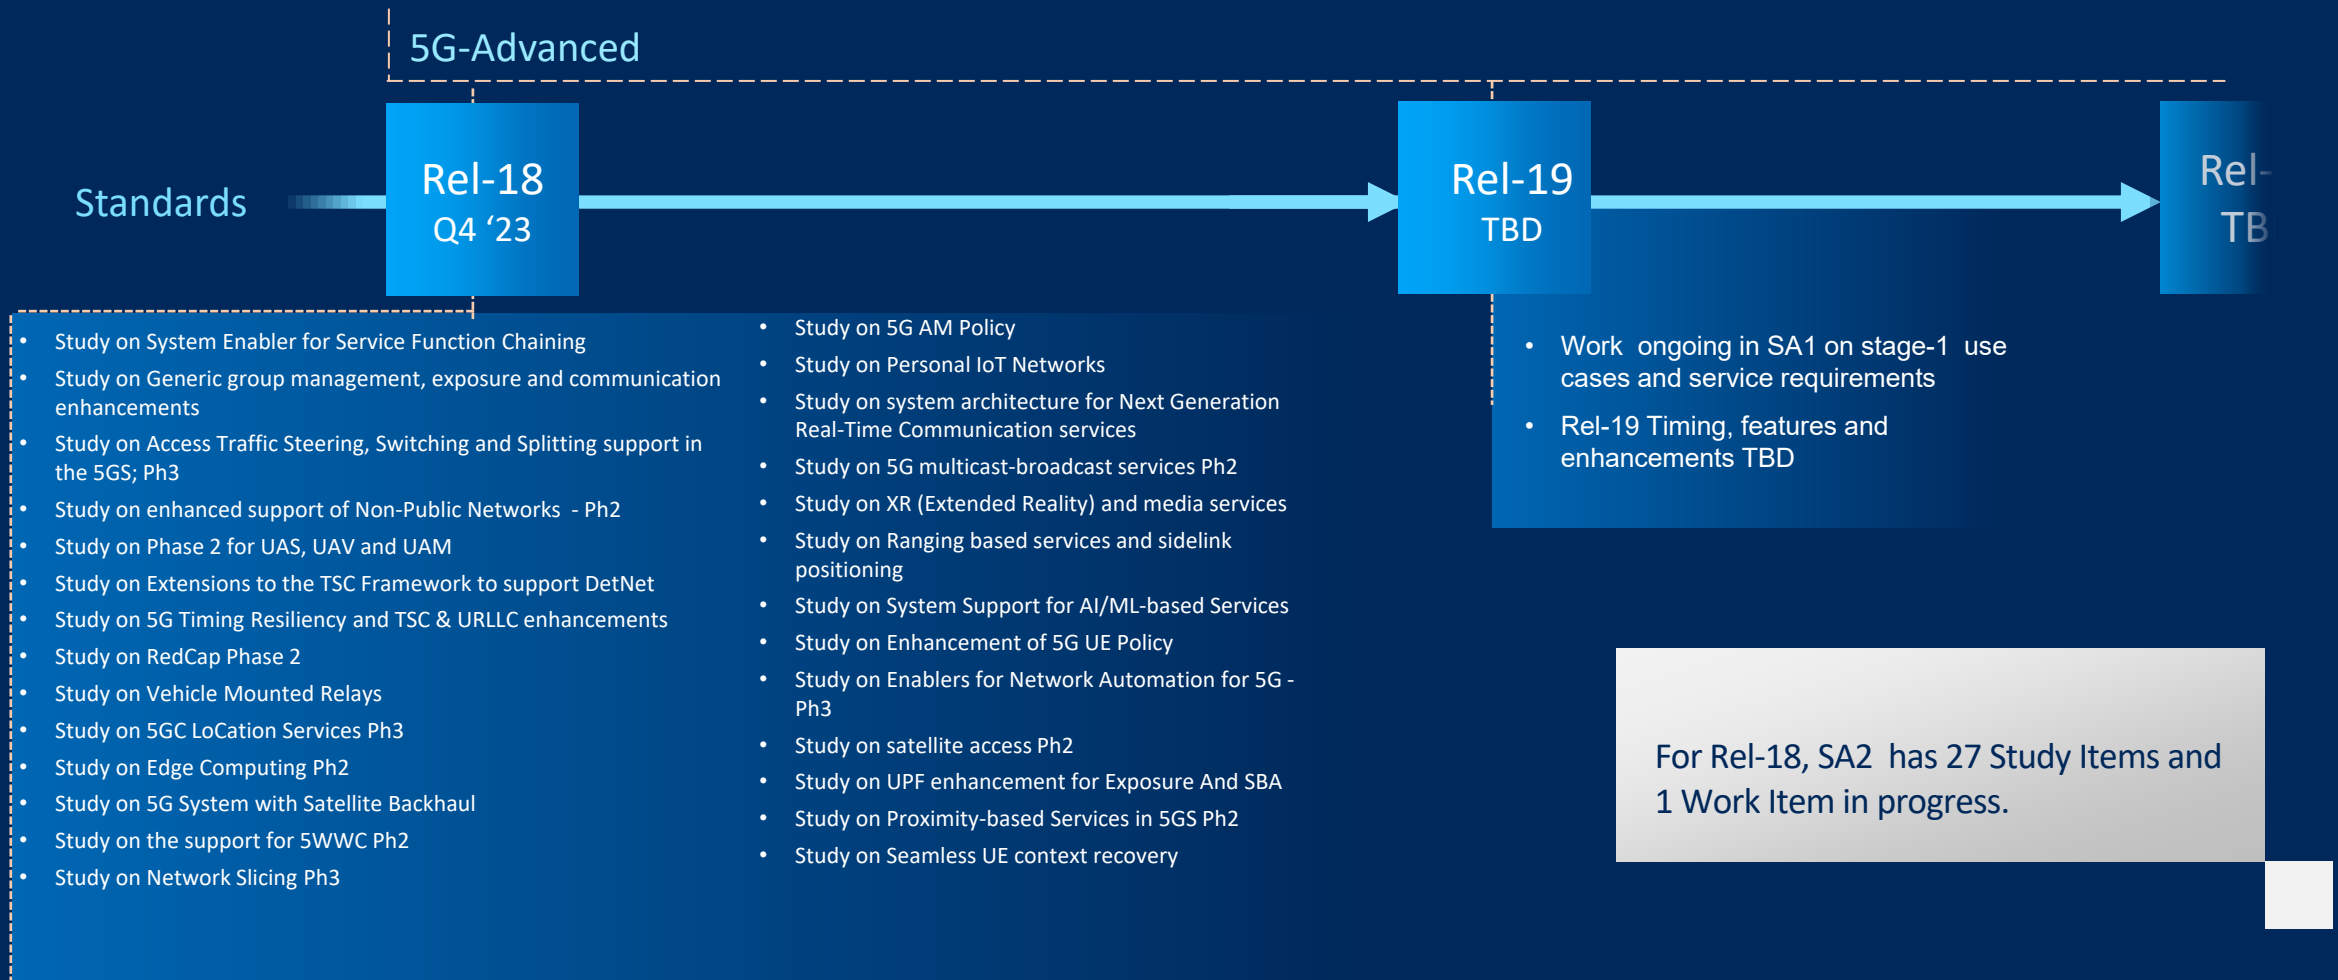 5G-Advanced
Standards
Rel-18
Q4 ‘23
Rel-19
TBD
Rel-
TB
• Study on System Enabler for Service Function Chaining
• Study on Generic group management, exposure and communication
enhancements
• Study on Access Traffic Steering, Switching and Splitting support in
the 5GS; Ph3
• Study on enhanced support of Non-Public Networks - Ph2
• Study on Phase 2 for UAS, UAV and UAM
• Study on Extensions to the TSC Framework to support DetNet
• Study on 5G Timing Resiliency and TSC & URLLC enhancements
• Study on RedCap Phase 2
• Study on Vehicle Mounted Relays
• Study on 5GC LoCation Services Ph3
• Study on Edge Computing Ph2
• Study on 5G System with Satellite Backhaul
• Study on the support for 5WWC Ph2
• Study on Network Slicing Ph3
• Study on 5G AM Policy
• Study on Personal IoT Networks
• Study on system architecture for Next Generation
Real-Time Communication services
• Study on 5G multicast-broadcast services Ph2
• Study on XR (Extended Reality) and media services
• Study on Ranging based services and sidelink
positioning
• Study on System Support for AI/ML-based Services
• Study on Enhancement of 5G UE Policy
• Study on Enablers for Network Automation for 5G -
Ph3
• Study on satellite access Ph2
• Study on UPF enhancement for Exposure And SBA
• Study on Proximity-based Services in 5GS Ph2
• Study on Seamless UE context recovery
• Work ongoing in SA1 on stage-1 use
cases and service requirements
• Rel-19 Timing, features and
enhancements TBD
For Rel-18, SA2 has 27 Study Items and
1 Work Item in progress.